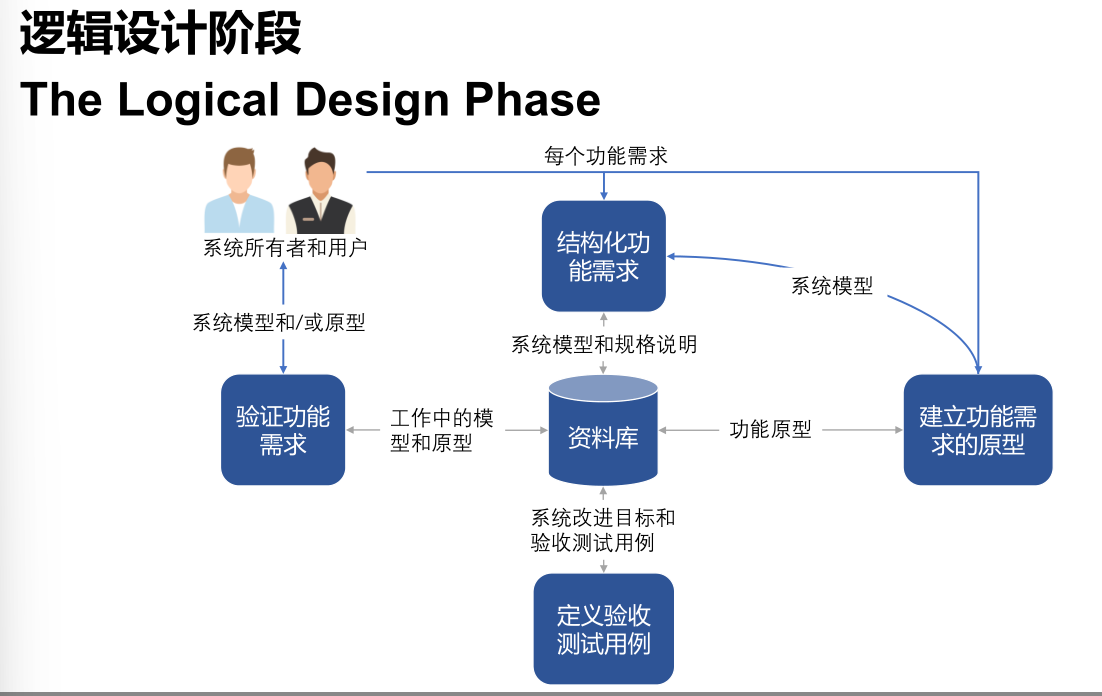 逻辑设计阶段
The Logical Design Phase
每个功能需求
系统所有者和用户
结构化功
能需求
系统模型
系统模型和/或原型
系统模型和规格说明
验证功能
需求
工作中的模
型和原型
资料库
功能原型
建立功能需
求的原型
系统改进目标和
验收测试用例
定义验收
测试用例